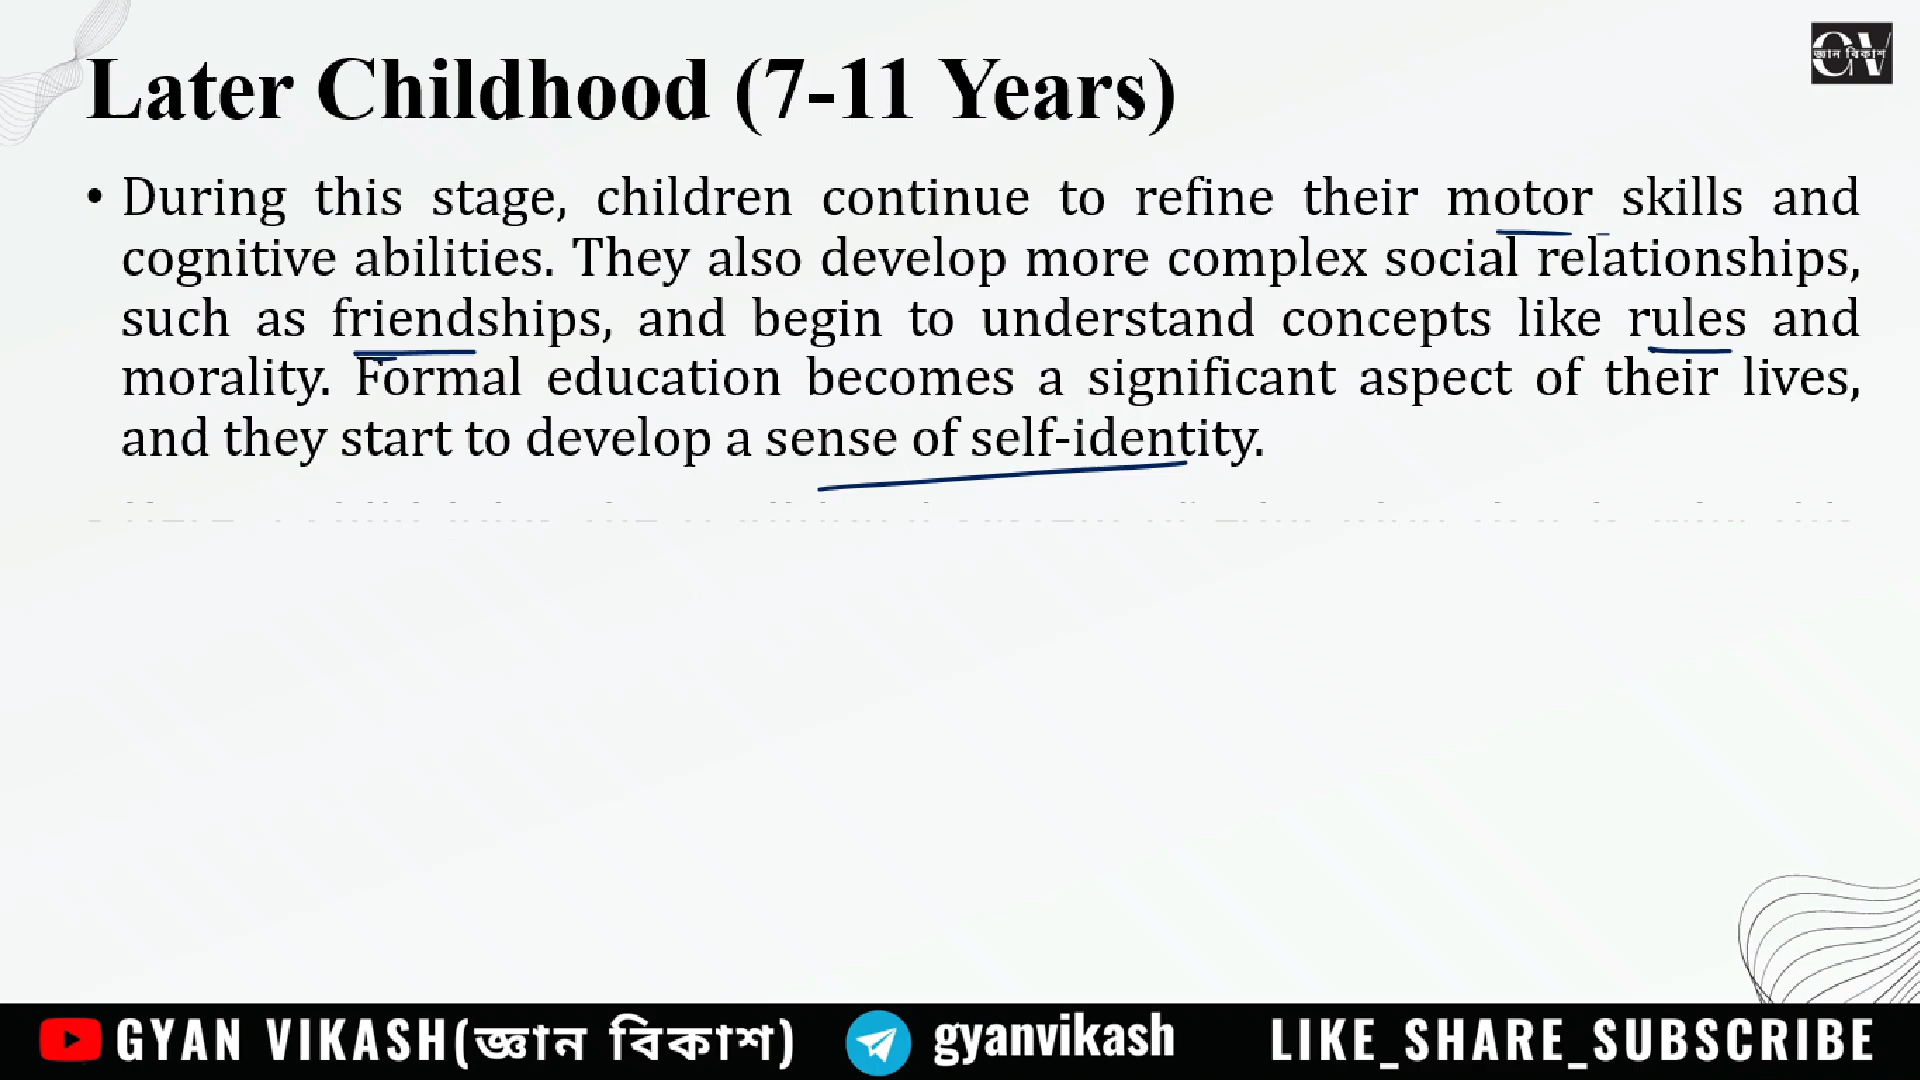 Later Childhood (7-11 Years)
জ্ঞান বিকাশ
GV
• During this stage, children continue to refine their motor skills and
cognitive abilities. They also develop more complex social relationships,
such as friendships, and begin to understand concepts like rules and
morality. Formal education becomes a significant aspect of their lives,
and they start to develop a sense of self-identity.
GYAN VIKASH(জ্ঞান বিকাশ)
gyanvikash
LIKE_SHARE_SUBSCRIBE